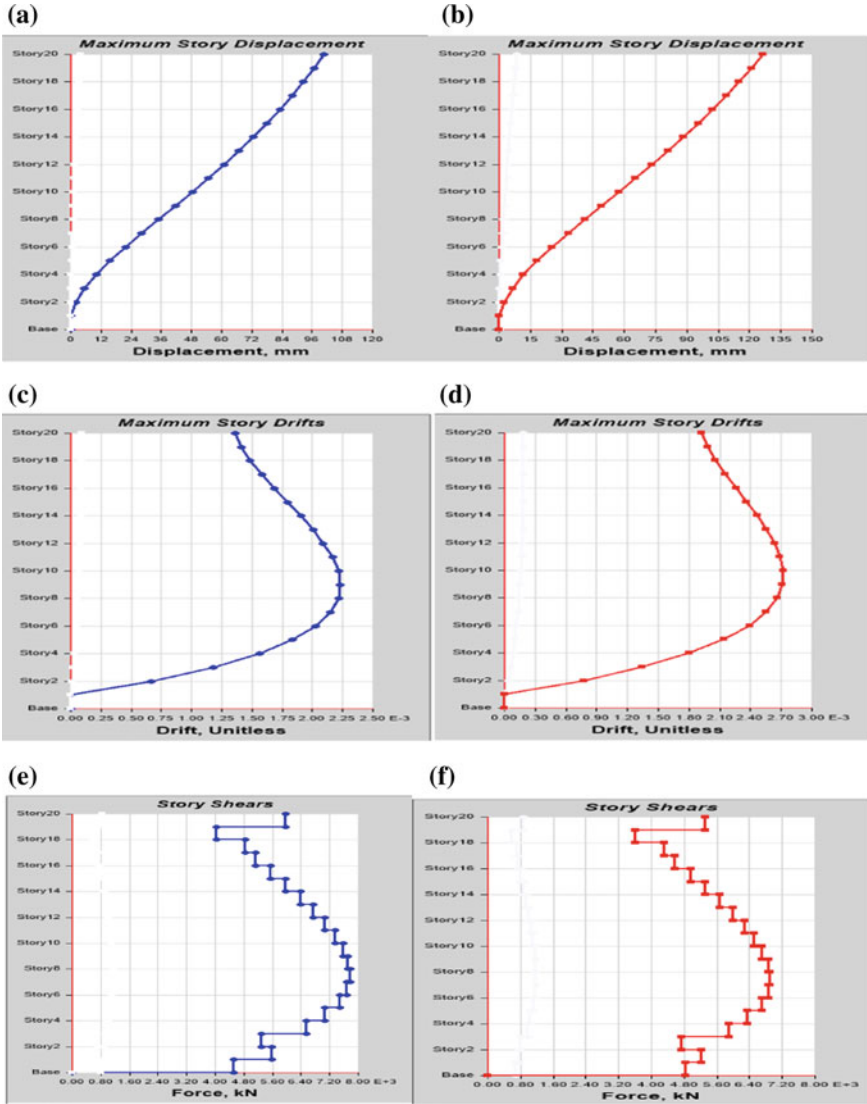 (a)
Maximum Story Displacement
Story20
Story18
Story16
Story14
Story12
Story10
Story8
Story6
Story4
Story2
Base
0 12 24 36 48 60 72 84 96 108 120
Displacement, mm
(b)
Maximum Story Displacement
Story20
Story18
Story16
Story14
Story12
Story10
Story8
Story6
Story4
Story2
Base
0 15 30 45 60 75 90 105 120 135 150
Displacement, mm
(c)
Maximum Story Drifts
Story20
Story18
Story16
Story14
Story12
Story10
Story8
Story6
Story4
Story2
Base
0.00 0.25 0.50 0.75 1.00 1.25 1.50 1.75 2.00 2.25 2.50 E-3
Drift, Unitless
(d)
Maximum Story Drifts
Story20
Story18
Story16
Story14
Story12
Story10
Story8
Story6
Story4
Story2
Base
0.00 0.30 0.60 0.90 1.20 1.50 1.80 2.10 2.40 2.70 3.00 E-3
Drift, Unitless
(e)
Story Shears
Story20
Story18
Story16
Story14
Story12
Story10
Story8
Story6
Story4
Story2
Base
0.00 0.80 1.60 2.40 3.20 4.00 4.80 5.60 6.40 7.20 8.00 E-3
Force, kN
(f)
Story Shears
Story20
Story18
Story16
Story14
Story12
Story10
Story8
Story6
Story4
Story2
Base
0.00 0.80 1.60 2.40 3.20 4.00 4.80 5.60 6.40 7.20 8.00 E-3
Force, kN